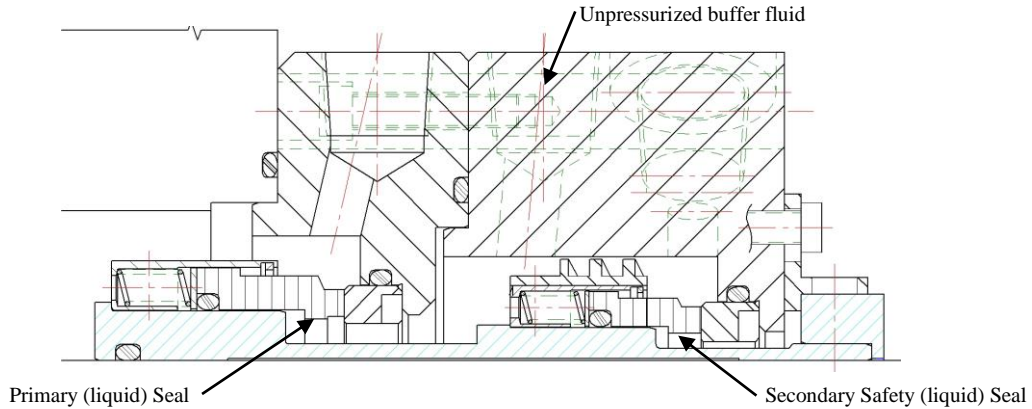 Unpressurized buffer fluid
Primary (liquid) Seal
Secondary Safety (liquid) Seal